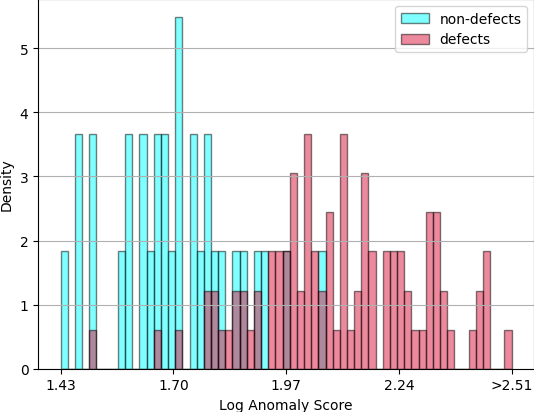 non-defects
defects
Density
5
4
3
2
1
0
1.43 1.70 1.97 2.24 >2.51
Log Anomaly Score